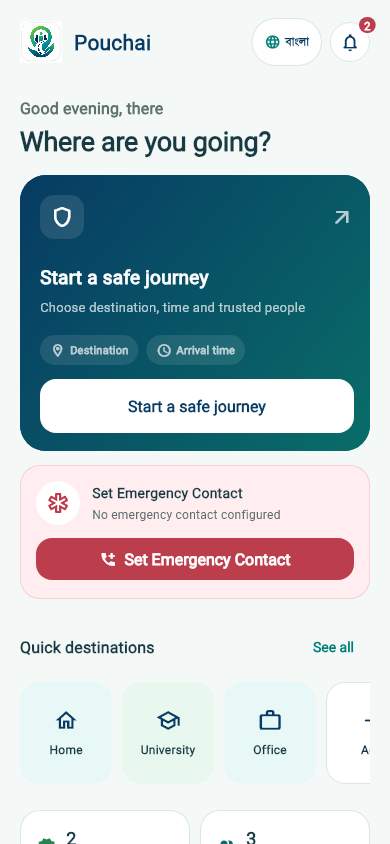 Pouchai
বাংলা
2
Good evening, there
Where are you going?
Start a safe journey
Choose destination, time and trusted people
Destination
Arrival time
Start a safe journey
Set Emergency Contact
No emergency contact configured
Set Emergency Contact
Quick destinations
See all
Home
University
Office
2
3